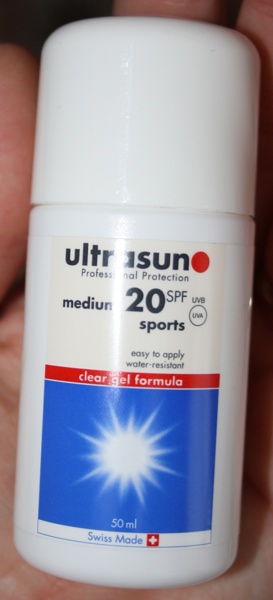 ultrasun
Professional Protection
medium 20 SPF UVB
UVA
sports
easy to apply
water-resistant
clear gel formula
50 ml
Swiss Made